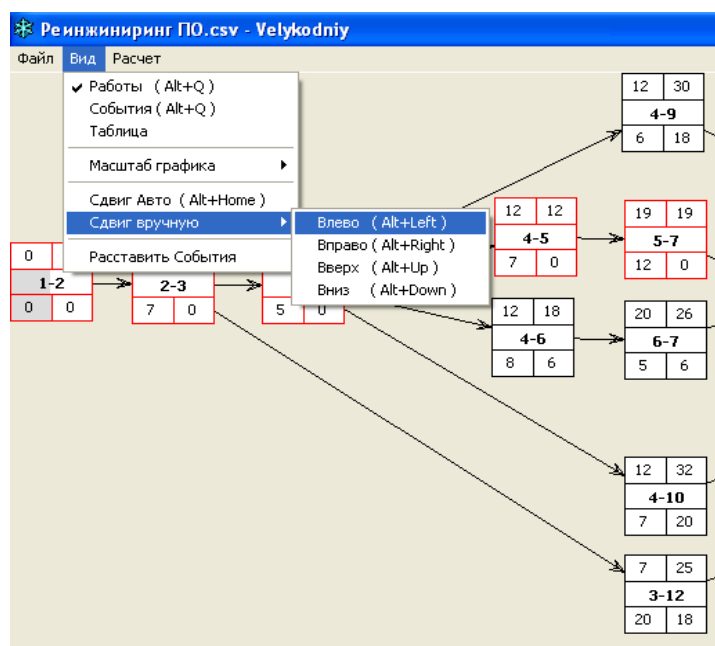 Реинжиниринг ПО.csv - Velykodniy
Файл Вид Расчет
Работы ( Alt+Q )
События ( Alt+Q )
Таблица
Масштаб графика
Сдвиг Авто ( Alt+Home )
Сдвиг вручную
Расставить События
Влево ( Alt+Left )
Вправо ( Alt+Right )
Вверх ( Alt+Up )
Вниз ( Alt+Down )
12 30
4-9
6 18
12 12
4-5
7 0
19 19
5-7
12 0
0
1-2
0 0
2-3
7 0
5 0
12 18
4-6
8 6
20 26
6-7
5 6
12 32
4-10
7 20
7 25
3-12
20 18